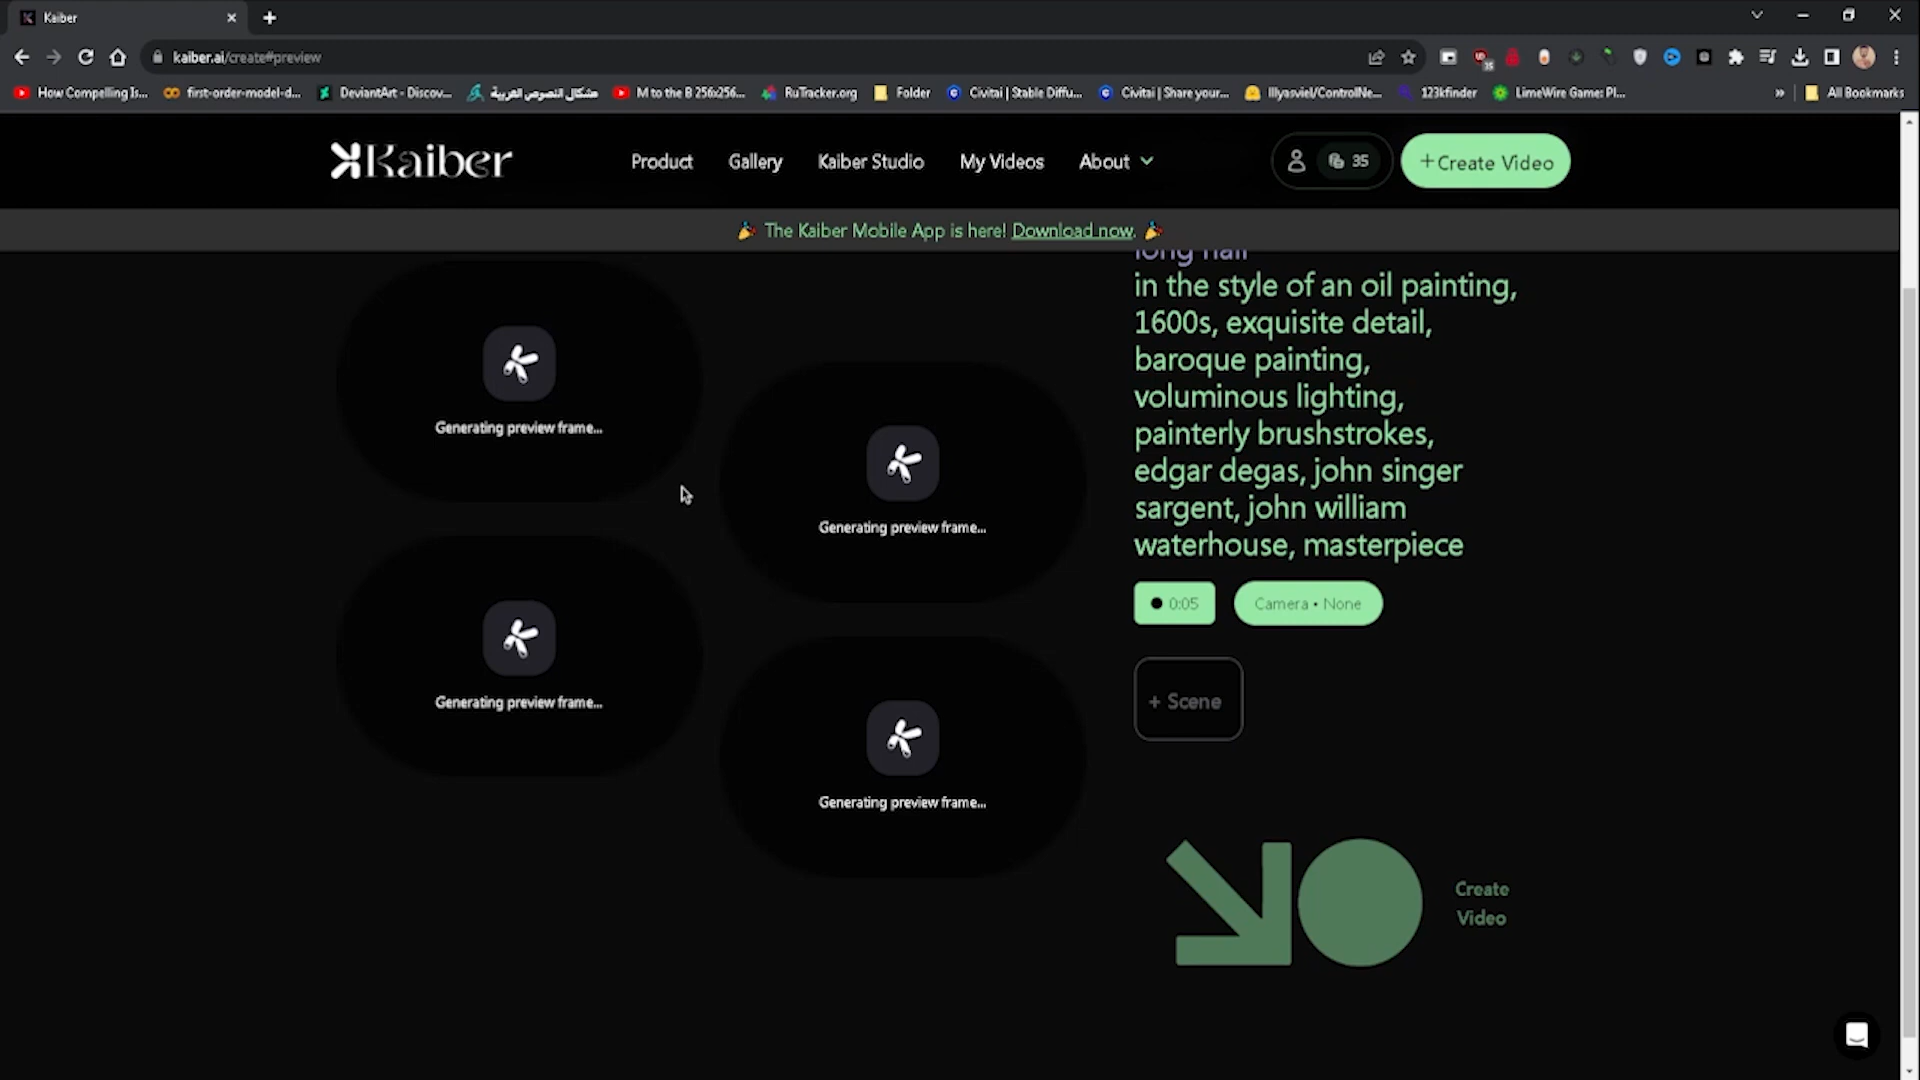 Kaiber
kaiber.ai/create#preview
How Compelling Is...
first-order-model-d...
DeviantArt - Discov...
مشكال النصوص العربية
M to the B 256x256...
RuTracker.org
Folder
Civitai | Stable Diffu...
Civitai | Share your...
lllyasviel/ControlNe...
123kfinder
LimeWire Game: Pl...
»
All Bookmarks
Kaiber
Product
Gallery
Kaiber Studio
My Videos
About
35
+Create Video
🎉 The Kaiber Mobile App is here! Download now. 🎉
in the style of an oil painting,
1600s, exquisite detail,
baroque painting,
voluminous lighting,
painterly brushstrokes,
edgar degas, john singer
sargent, john william
waterhouse, masterpiece
0:05
Camera • None
+ Scene
Generating preview frame...
Generating preview frame...
Generating preview frame...
Generating preview frame...
Create
Video